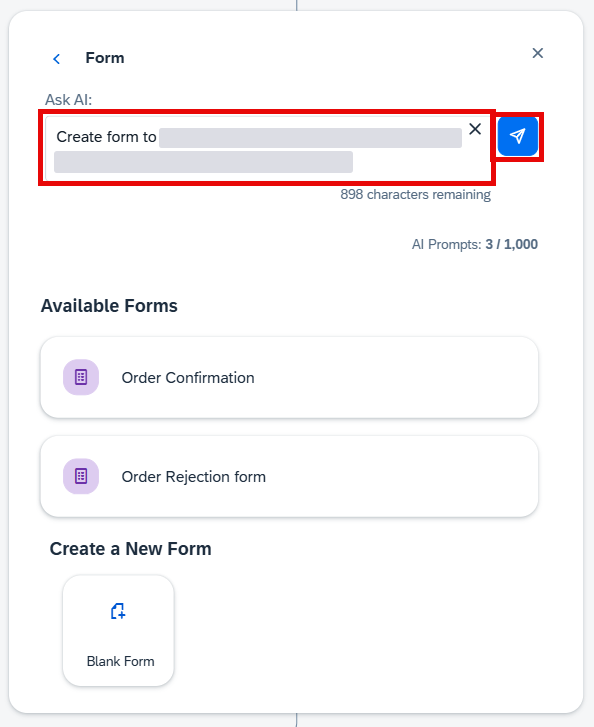 Form
Ask AI:
Create form to
898 characters remaining
AI Prompts: 3 / 1,000
Available Forms
Order Confirmation
Order Rejection form
Create a New Form
Blank Form